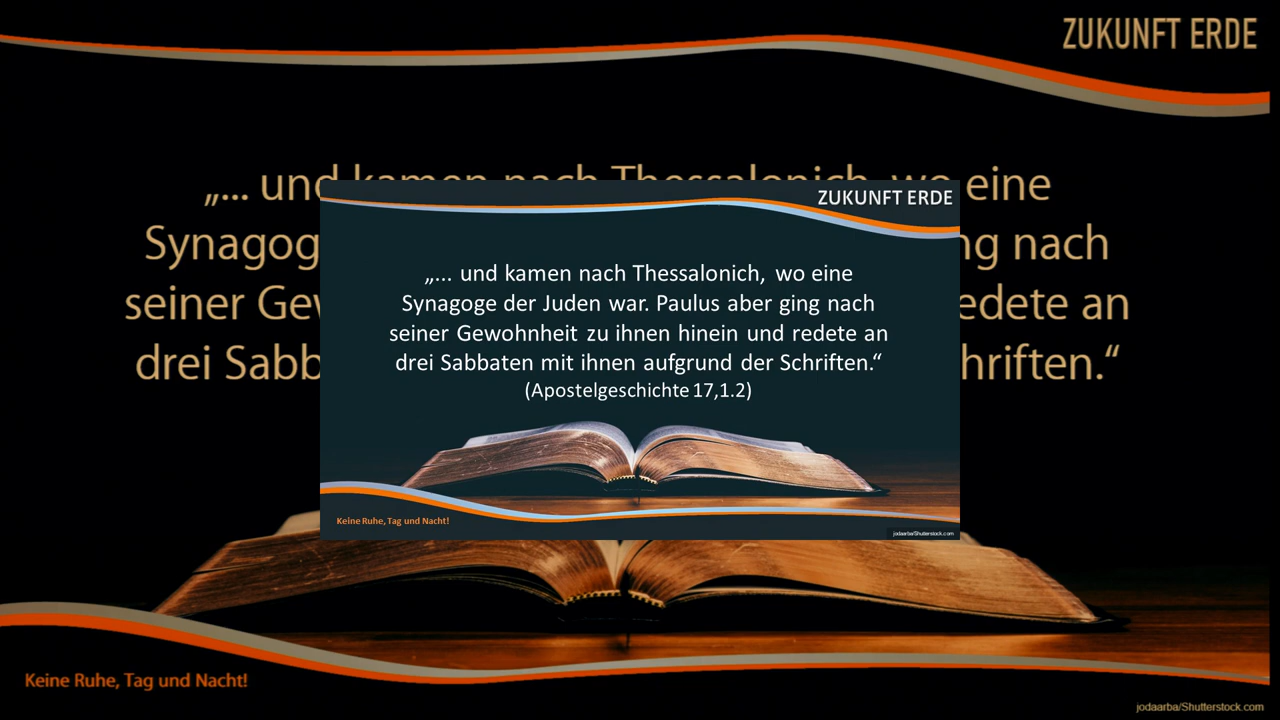 ZUKUNFT ERDE
„... und kamen nach Thessalonich, wo eine
Synagog
ng nach
seiner Gew
edete an
drei Sabb
hriften.“
ZUKUNFT ERDE
„... und kamen nach Thessalonich, wo eine
Synagoge der Juden war. Paulus aber ging nach
seiner Gewohnheit zu ihnen hinein und redete an
drei Sabbaten mit ihnen aufgrund der Schriften.“
(Apostelgeschichte 17,1.2)
Keine Ruhe, Tag und Nacht!
jodaarba/Shutterstock.com
Keine Ruhe, Tag und Nacht!
jodaarba/Shutterstock.com